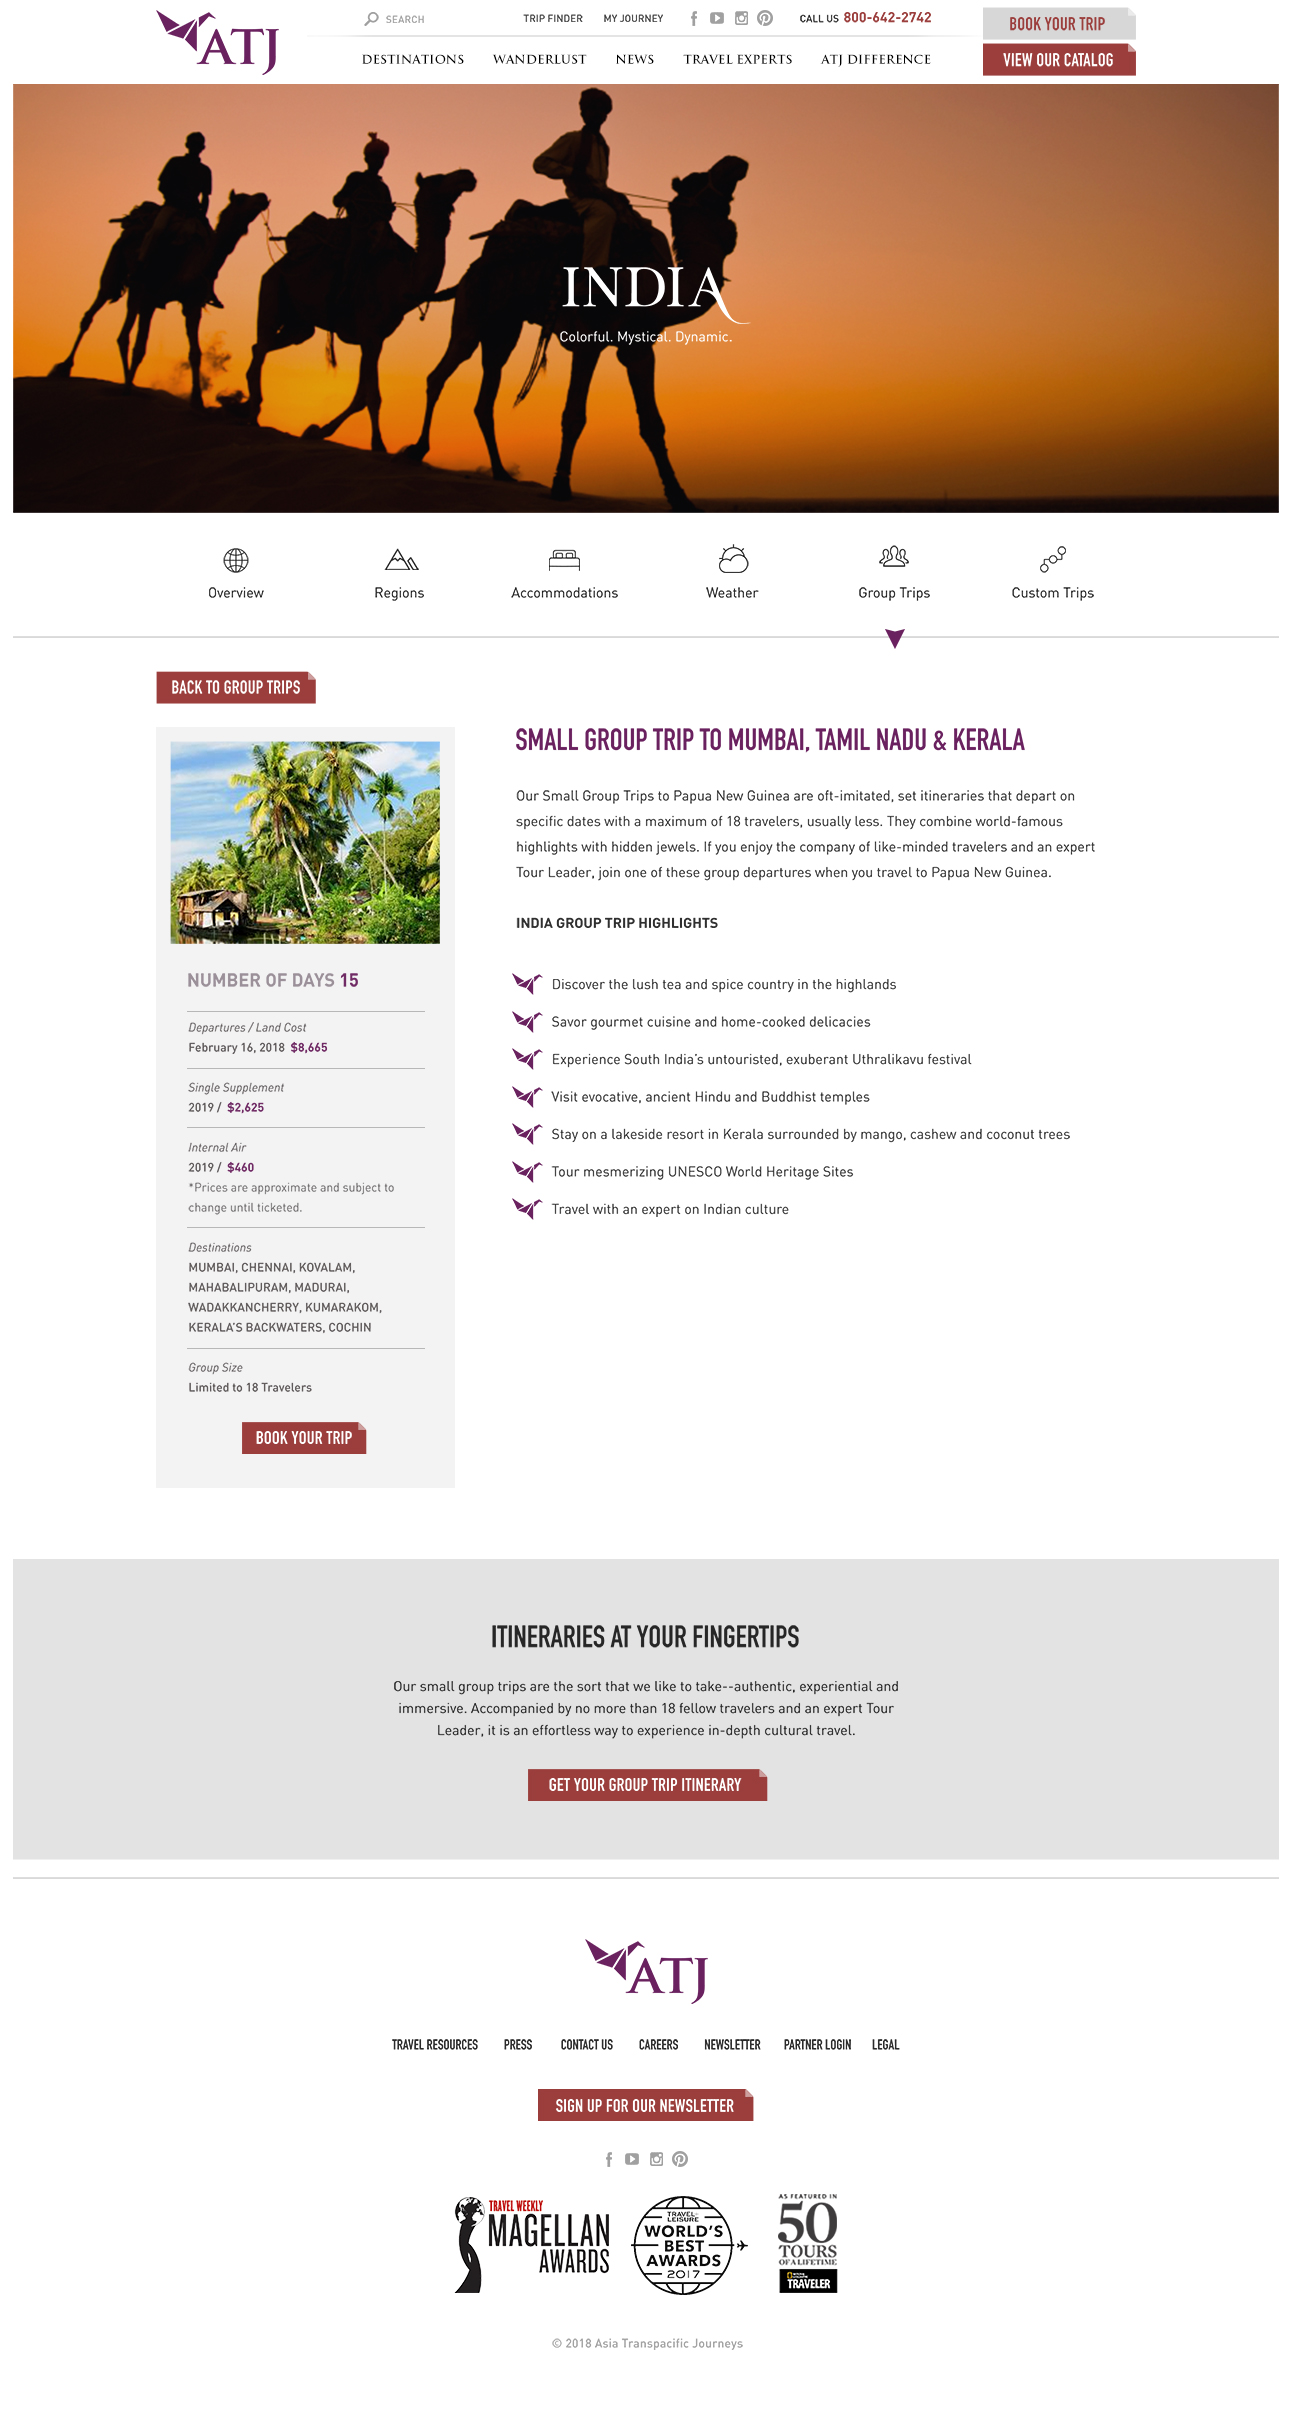 ATJ
SEARCH
TRIP FINDER
MY JOURNEY
CALL US 800-642-2742
BOOK YOUR TRIP
DESTINATIONS
WANDERLUST
NEWS
TRAVEL EXPERTS
ATJ DIFFERENCE
VIEW OUR CATALOG
INDIA
Colorful. Mystical. Dynamic.
Overview
Regions
Accommodations
Weather
Group Trips
Custom Trips
BACK TO GROUP TRIPS
NUMBER OF DAYS 15
Departures / Land Cost
February 16, 2018 $8,665
Single Supplement
2019 / $2,625
Internal Air
2019 / $460
*Prices are approximate and subject to
change until ticketed.
Destinations
MUMBAI, CHENNAI, KOVALAM,
MAHABALIPURAM, MADURAI,
WADAKKANCHERRY, KUMARAKOM,
KERALA'S BACKWATERS, COCHIN
Group Size
Limited to 18 Travelers
BOOK YOUR TRIP
SMALL GROUP TRIP TO MUMBAI, TAMIL NADU & KERALA
Our Small Group Trips to Papua New Guinea are oft-imitated, set itineraries that depart on
specific dates with a maximum of 18 travelers, usually less. They combine world-famous
highlights with hidden jewels. If you enjoy the company of like-minded travelers and an expert
Tour Leader, join one of these group departures when you travel to Papua New Guinea.
INDIA GROUP TRIP HIGHLIGHTS
Discover the lush tea and spice country in the highlands
Savor gourmet cuisine and home-cooked delicacies
Experience South India's untouristed, exuberant Uthralikavu festival
Visit evocative, ancient Hindu and Buddhist temples
Stay on a lakeside resort in Kerala surrounded by mango, cashew and coconut trees
Tour mesmerizing UNESCO World Heritage Sites
Travel with an expert on Indian culture
ITINERARIES AT YOUR FINGERTIPS
Our small group trips are the sort that we like to take--authentic, experiential and
immersive. Accompanied by no more than 18 fellow travelers and an expert Tour
Leader, it is an effortless way to experience in-depth cultural travel.
GET YOUR GROUP TRIP ITINERARY
ATJ
TRAVEL RESOURCES
PRESS
CONTACT US
CAREERS
NEWSLETTER
PARTNER LOGIN
LEGAL
SIGN UP FOR OUR NEWSLETTER
TRAVEL WEEKLY
MAGELLAN
AWARDS
TRAVEL+
LEISURE
WORLD'S
BEST
AWARDS
2017
AS FEATURED IN
50
TOURS
OF A LIFETIME
TRAVELER
© 2018 Asia Transpacific Journeys